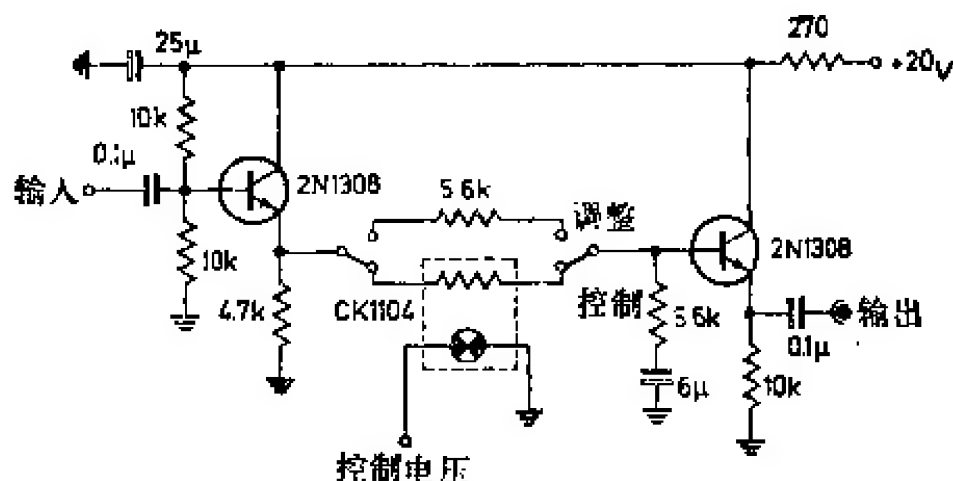 25μ
270
+20V
10k
0.1μ
输入
2N1308
5.6k
调整
2N1308
10k
4.7k
CK1104
控制
5.6k
输出
0.1μ
6μ
10k
控制电压